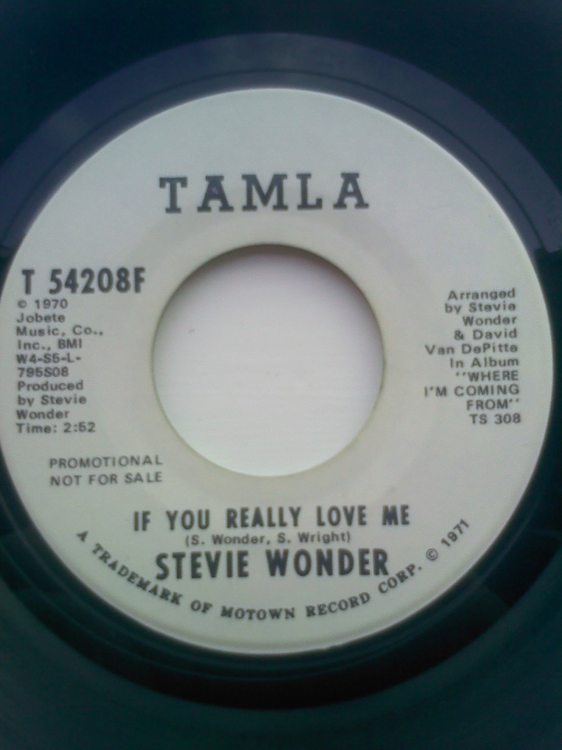 TAMLA
T 54208F
© 1970
Jobete
Music, Co.,
Inc., BMI
W4-S5-L-
795S08
Produced
by Stevie
Wonder
Time: 2:52
Arranged
by Stevie
Wonder
& David
Van DePitte
In Album
"WHERE
I'M COMING
FROM"
TS 308
PROMOTIONAL
NOT FOR SALE
IF YOU REALLY LOVE ME
(S. Wonder, S. Wright)
STEVIE WONDER
A TRADEMARK OF MOTOWN RECORD CORP. © 1971